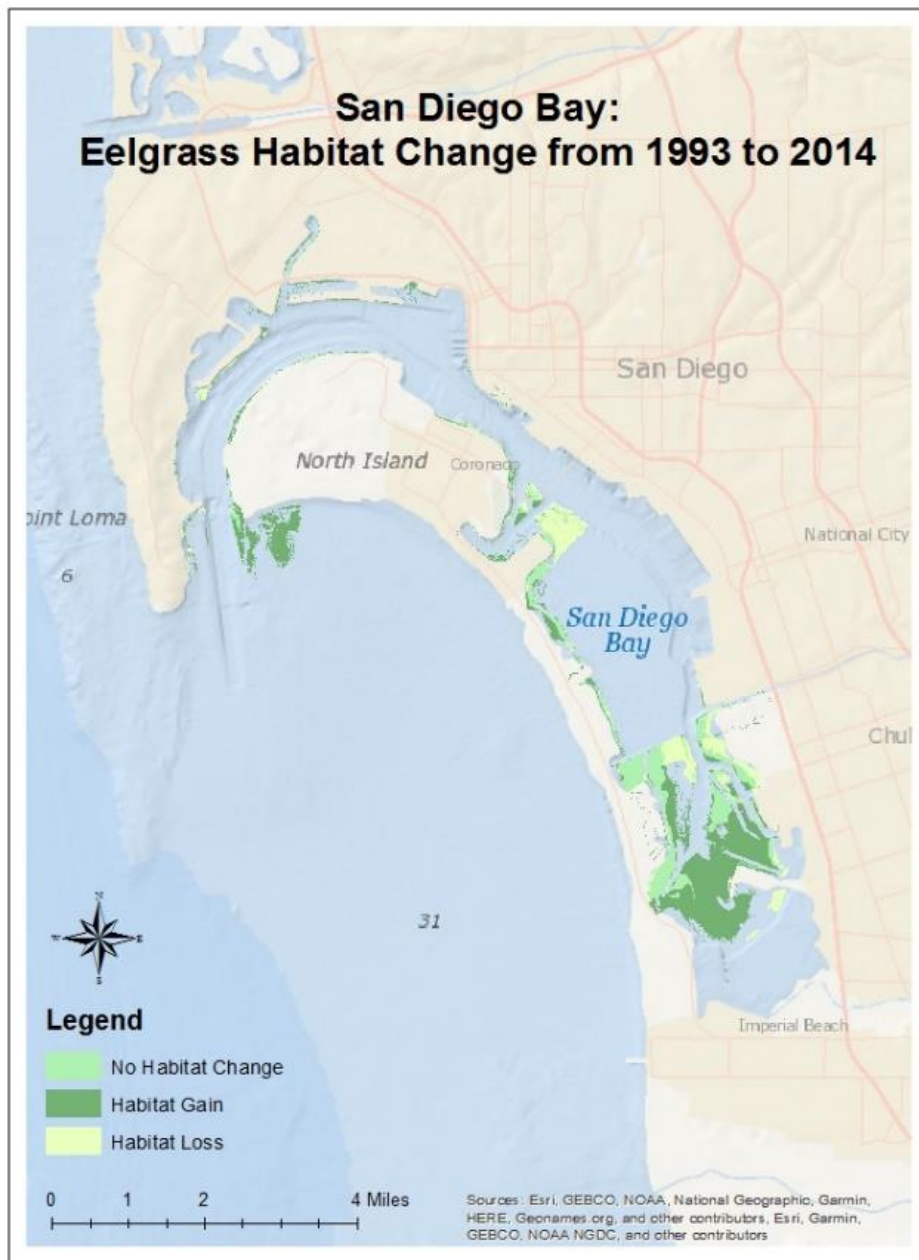 San Diego Bay:
Eelgrass Habitat Change from 1993 to 2014
San Diego
North Island
Coronado
oint Loma
National City
6
San Diego
Bay
Chul
31
N
E
S
Imperial Beach
Legend
No Habitat Change
Habitat Gain
Habitat Loss
0 1 2 4 Miles
Sources: Esri, GEBCO, NOAA, National Geographic, Garmin,
HERE, Geonames.org, and other contributors, Esri, Garmin,
GEBCO, NOAA NGDC, and other contributors